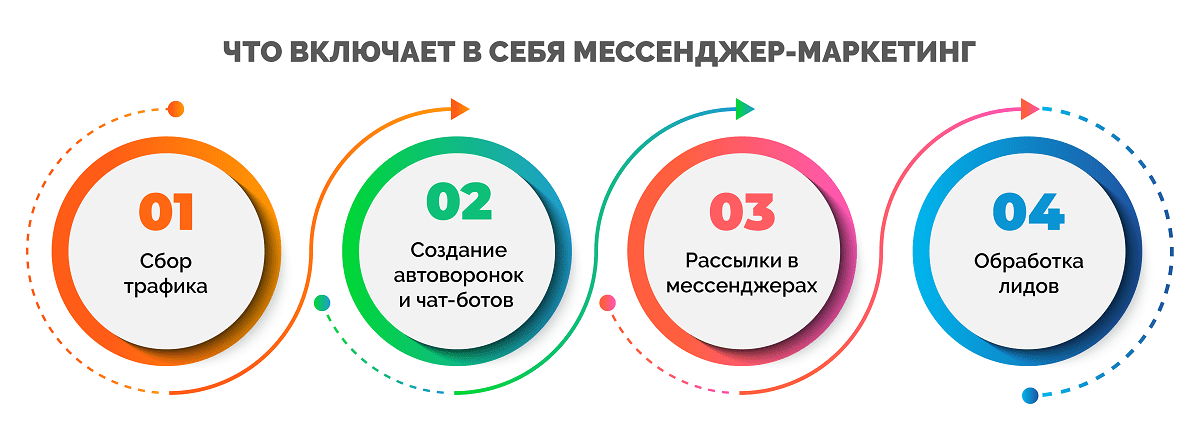 ЧТО ВКЛЮЧАЕТ В СЕБЯ МЕССЕНДЖЕР-МАРКЕТИНГ
01
Сбор
трафика
02
Создание
автоворонок
и чат-ботов
03
Рассылки в
мессенджерах
04
Обработка
лидов